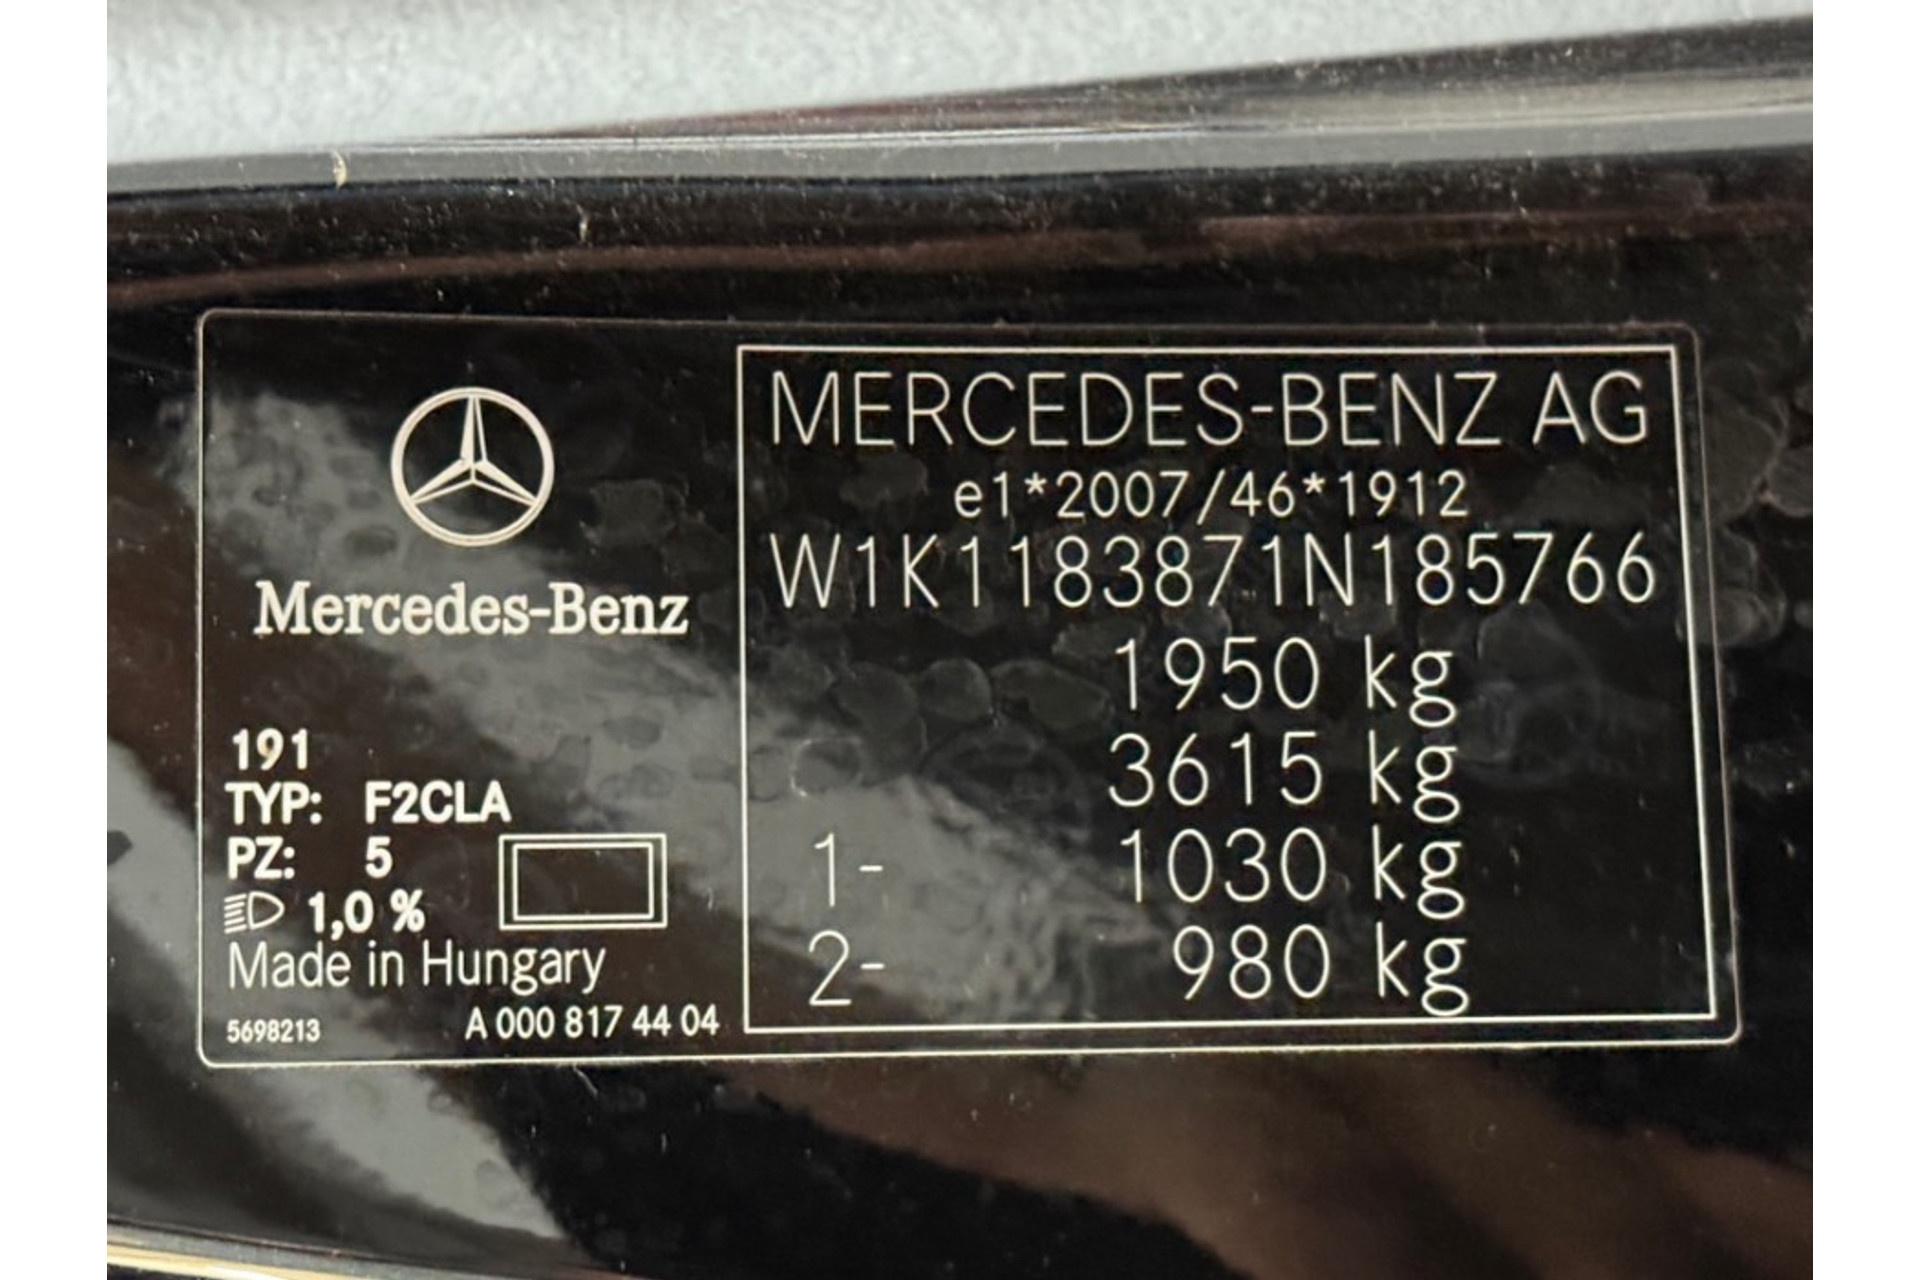 Mercedes-Benz
191
TYP: F2CLA
PZ: 5
1,0 %
Made in Hungary
5698213 A 000 817 44 04
MERCEDES-BENZ AG
e1*2007/46*1912
W1K1183871N185766
1950 kg
3615 kg
1- 1030 kg
2- 980 kg